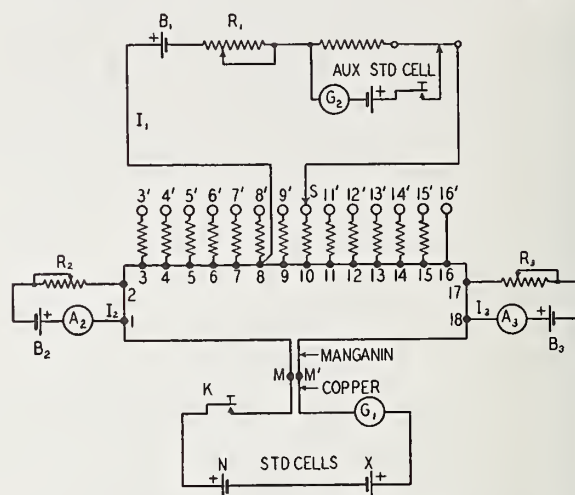 B₁ R₁
+
AUX STD CELL
G₂ +
I₁
3' 4' 5' 6' 7' 8' 9' S 11' 12' 13' 14' 15' 16'
3 4 5 6 7 8 9 10 11 12 13 14 15 16
R₂ R₃
2 17
+ A₂ I₂ 1 18 I₃ A₃ +
B₂ B₃
MANGANIN
M M'
COPPER
K G₁
N STD CELLS X
+ +